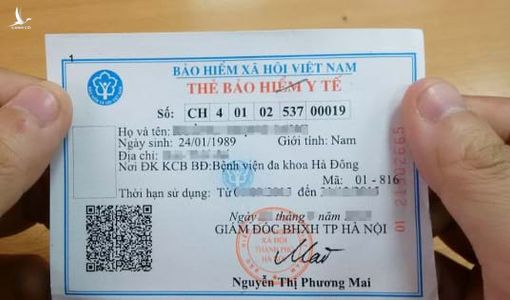 1
BẢO HIỂM XÃ HỘI VIỆT NAM
THẺ BẢO HIỂM Y TẾ
Số: CH 4 01 02 537 00019
Họ và tên:
Ngày sinh: 24/01/1989 Giới tính: Nam
Địa chỉ:
Nơi ĐK KCB BĐ:Bệnh viện đa khoa Hà Đông
Mã: 01 - 816
Thời hạn sử dụng: Từ đến
Ngày tháng năm
GIÁM ĐỐC BHXH TP HÀ NỘI
Nguyễn Thị Phương Mai